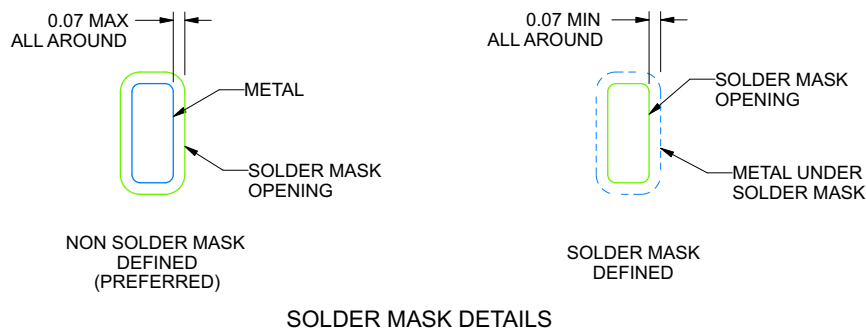 0.07 MAX
ALL AROUND
METAL
SOLDER MASK
OPENING
NON SOLDER MASK
DEFINED
(PREFERRED)
0.07 MIN
ALL AROUND
SOLDER MASK
OPENING
METAL UNDER
SOLDER MASK
SOLDER MASK
DEFINED
SOLDER MASK DETAILS